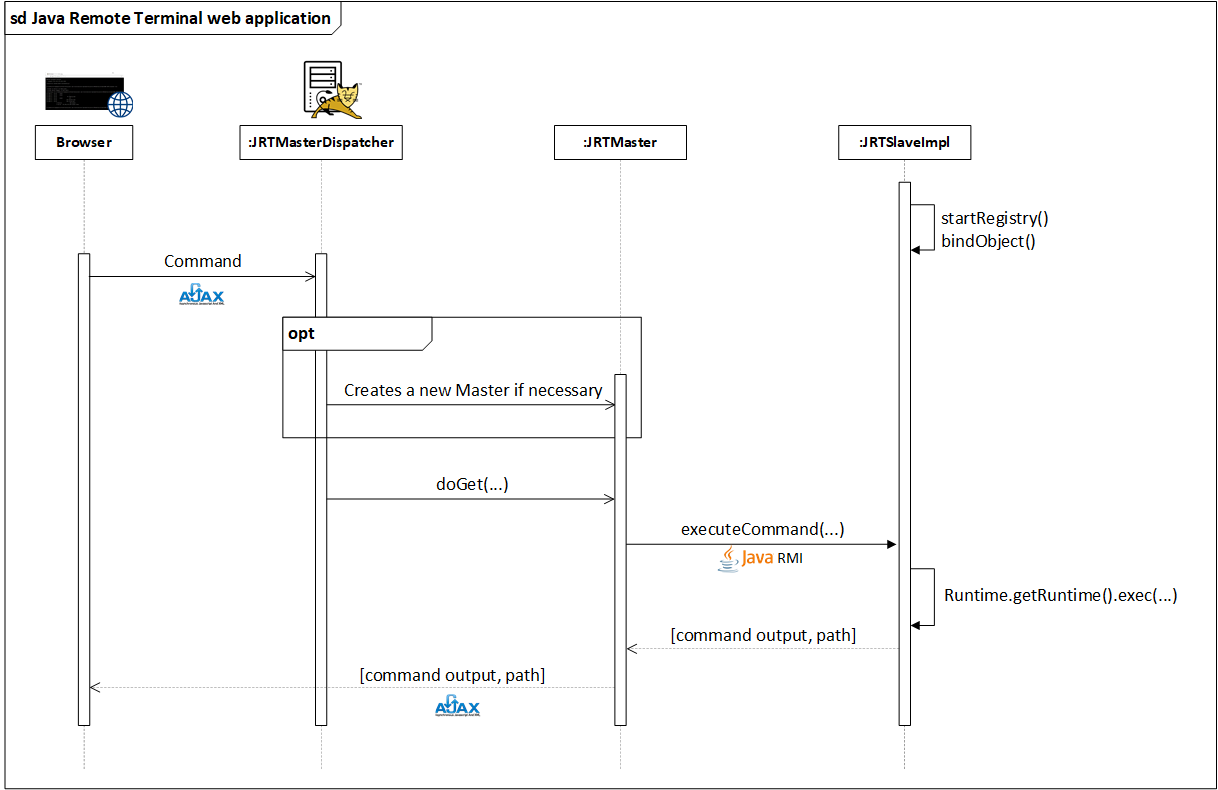 sd Java Remote Terminal web application
Browser
:JRTMasterDispatcher
:JRTMaster
:JRTSlaveImpl
startRegistry()
bindObject()
Command
AJAX
opt
Creates a new Master if necessary
doGet(...)
executeCommand(...)
Java RMI
Runtime.getRuntime().exec(...)
[command output, path]
[command output, path]
AJAX